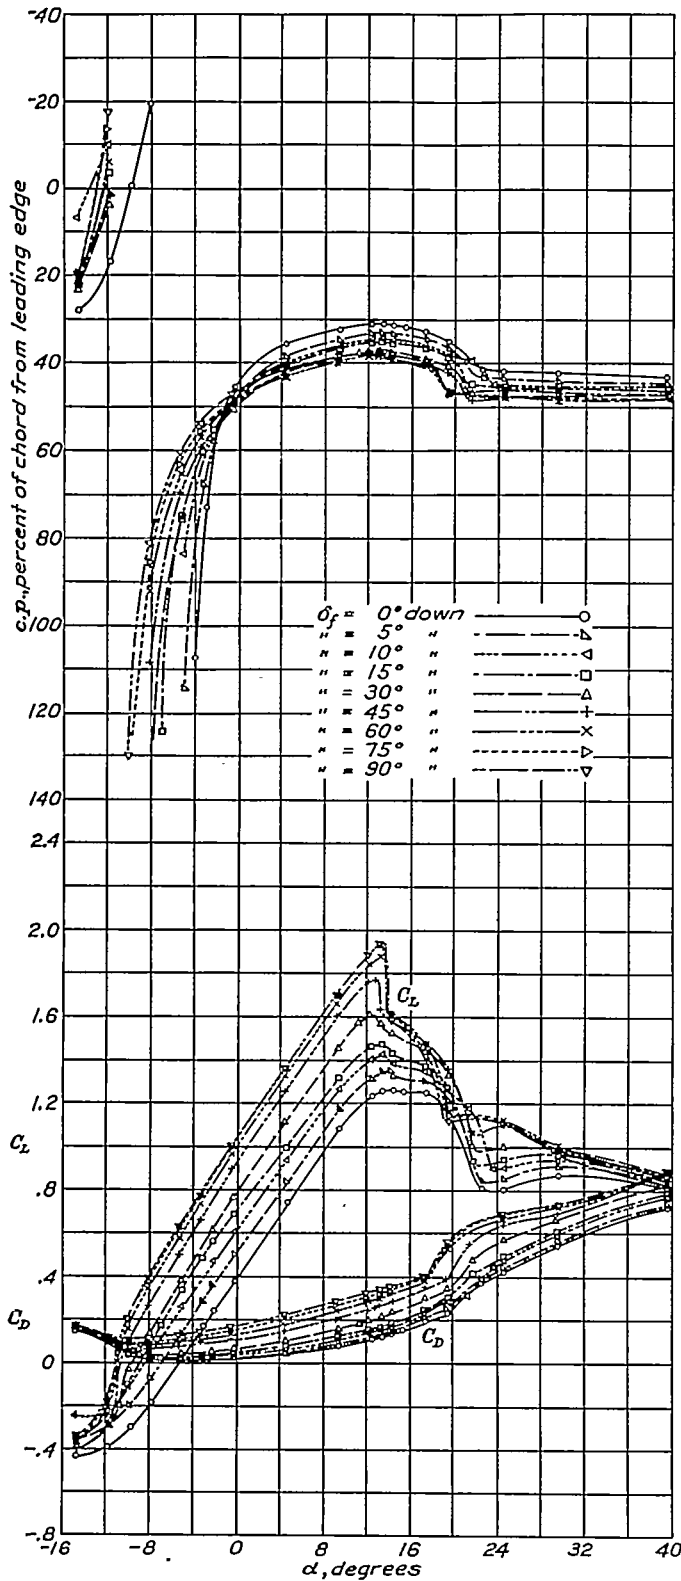 -40
-20
0
20
40
60
80
100
120
140
c.p., percent of chord from leading edge
δf = 0° down
" = 5° "
" = 10° "
" = 15° "
" = 30° "
" = 45° "
" = 60° "
" = 75° "
" = 90° "
2.4
2.0
1.6
1.2
CL
.8
.4
CD
0
-.4
-.8
CL
CD
-16 -8 0 8 16 24 32 40
α, degrees